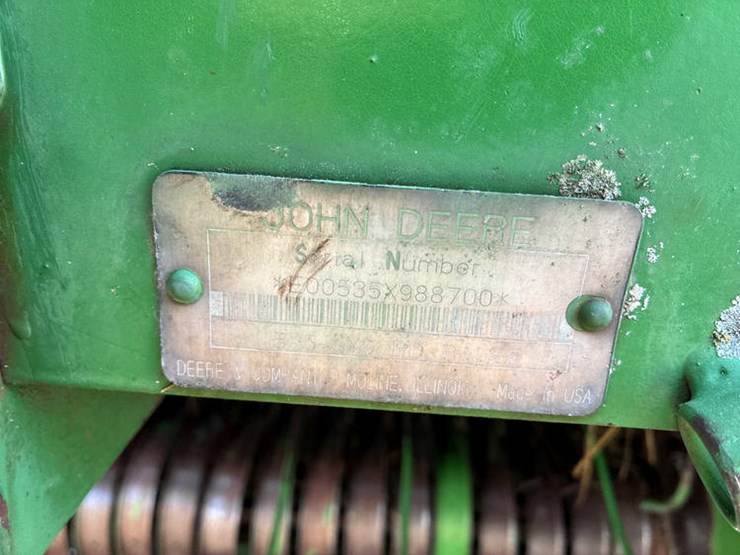 JOHN DEERE
Serial Number
*E00535X988700*
DEERE & COMPANY MOLINE, ILLINOIS Made in USA